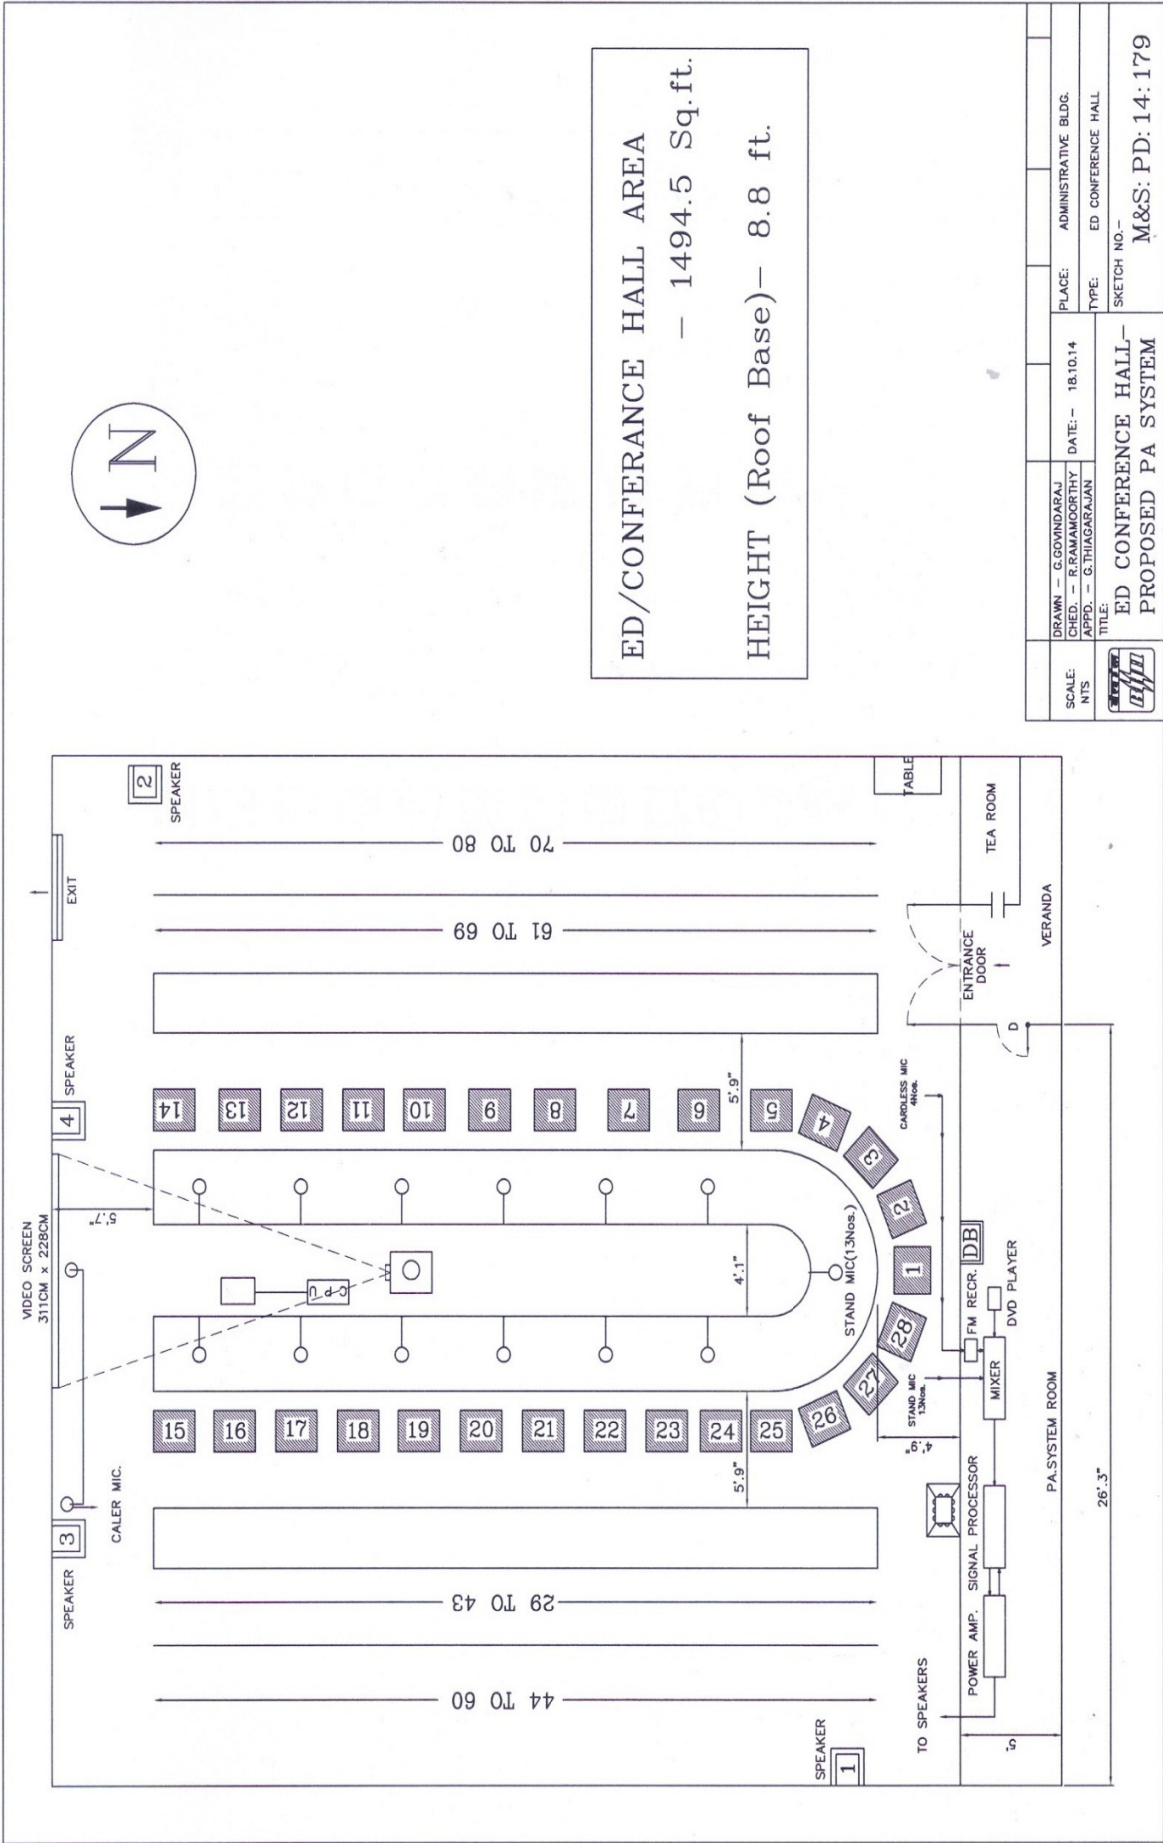 N
ED/CONFERANCE HALL AREA
- 1494.5 Sq.ft.
HEIGHT (Roof Base)- 8.8 ft.
VIDEO SCREEN
311CM x 228CM
SPEAKER
3
CALER MIC.
SPEAKER
4
EXIT
2
SPEAKER
5'.7"
44 TO 60
29 TO 43
15
16
17
18
19
20
21
22
23
24
25
26
27
28
1
2
3
4
5
6
7
8
9
10
11
12
13
14
CPU
4'.1"
STAND MIC(13Nos.)
5'.9"
5'.9"
61 TO 69
70 TO 80
TABLE
SPEAKER
1
TO SPEAKERS
4'.9"
STAND MIC
13Nos.
CARDLESS MIC
4Nos.
POWER AMP.
SIGNAL PROCESSOR
MIXER
FM RECR.
DB
DVD PLAYER
ENTRANCE
DOOR
D
TEA ROOM
VERANDA
5'
PA.SYSTEM ROOM
26'.3"
SCALE:
NTS
DRAWN - G.GOVINDARAJ
CHED. - R.RAMAMOORTHY
APPD. - G.THIAGARAJAN
DATE:- 18.10.14
PLACE: ADMINISTRATIVE BLDG.
TYPE: ED CONFERENCE HALL
TITLE:
ED CONFERENCE HALL-
PROPOSED PA SYSTEM
SKETCH NO.-
M&S: PD: 14: 179